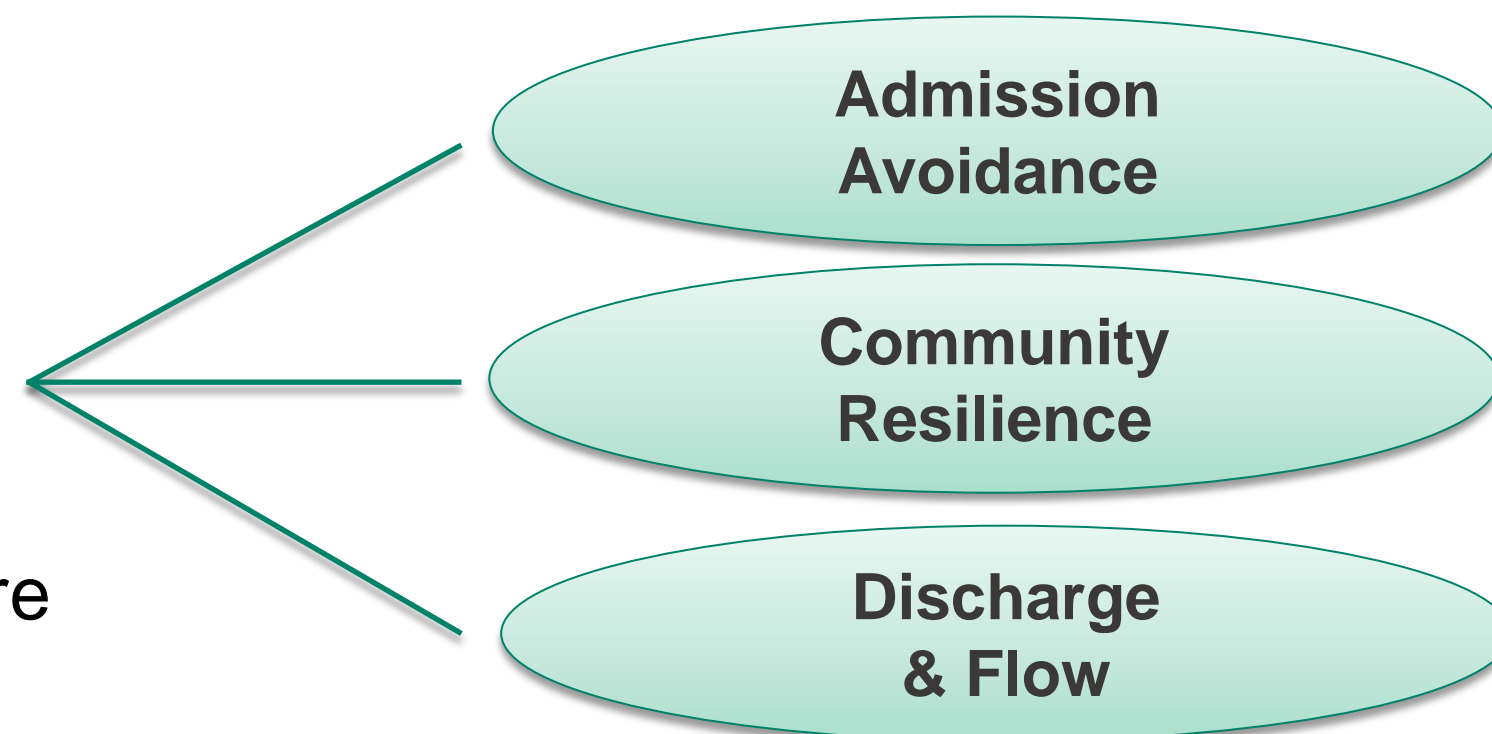 Admission
Avoidance
Community
Resilience
re
Discharge
& Flow